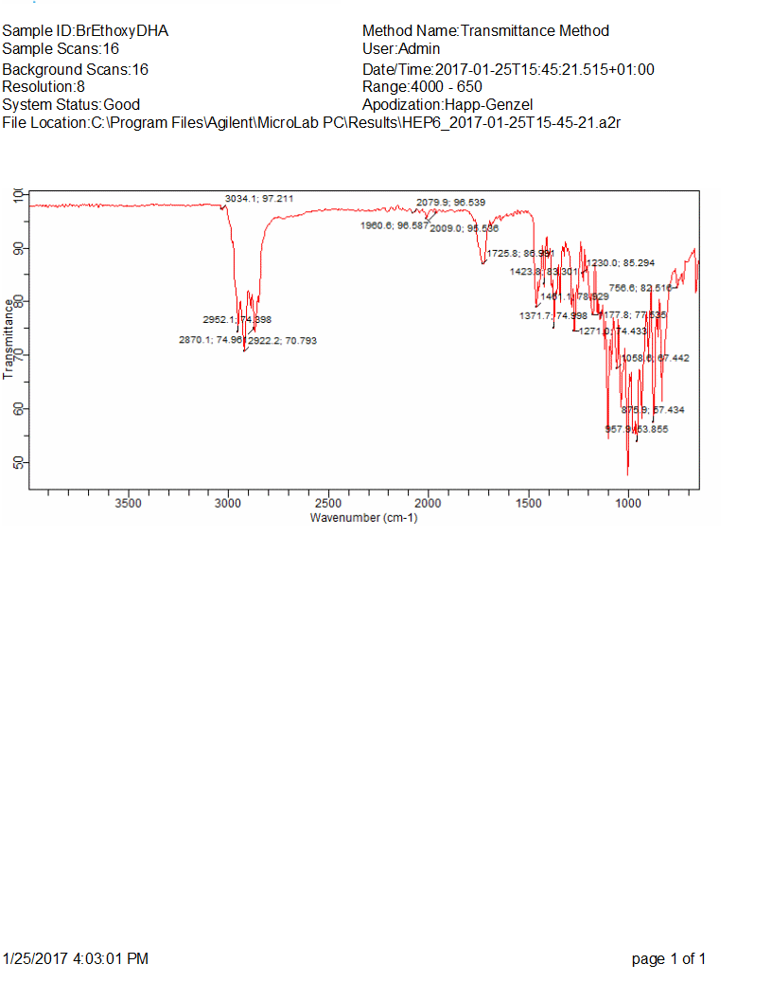 Sample ID:BrEthoxyDHA Method Name:Transmittance Method
Sample Scans:16 User:Admin
Background Scans:16 Date/Time:2017-01-25T15:45:21.515+01:00
Resolution:8 Range:4000 - 650
System Status:Good Apodization:Happ-Genzel
File Location:C:\Program Files\Agilent\MicroLab PC\Results\HEP6_2017-01-25T15-45-21.a2r
3034.1; 97.211
2079.9; 96.539
1960.6; 96.587
2009.0; 95.536
1725.8; 86.991
1230.0; 85.294
1423.8; 83.301
756.6; 82.516
78.929
1371.7; 74.998
1177.8; 77.535
2952.1; 74.398
1271.0; 74.433
2870.1; 74.961
2922.2; 70.793
1058.6; 67.442
875.9; 57.434
957.9; 53.855
90
80
70
60
50
Transmittance
3500 3000 2500 2000 1500 1000
Wavenumber (cm-1)
1/25/2017 4:03:01 PM page 1 of 1